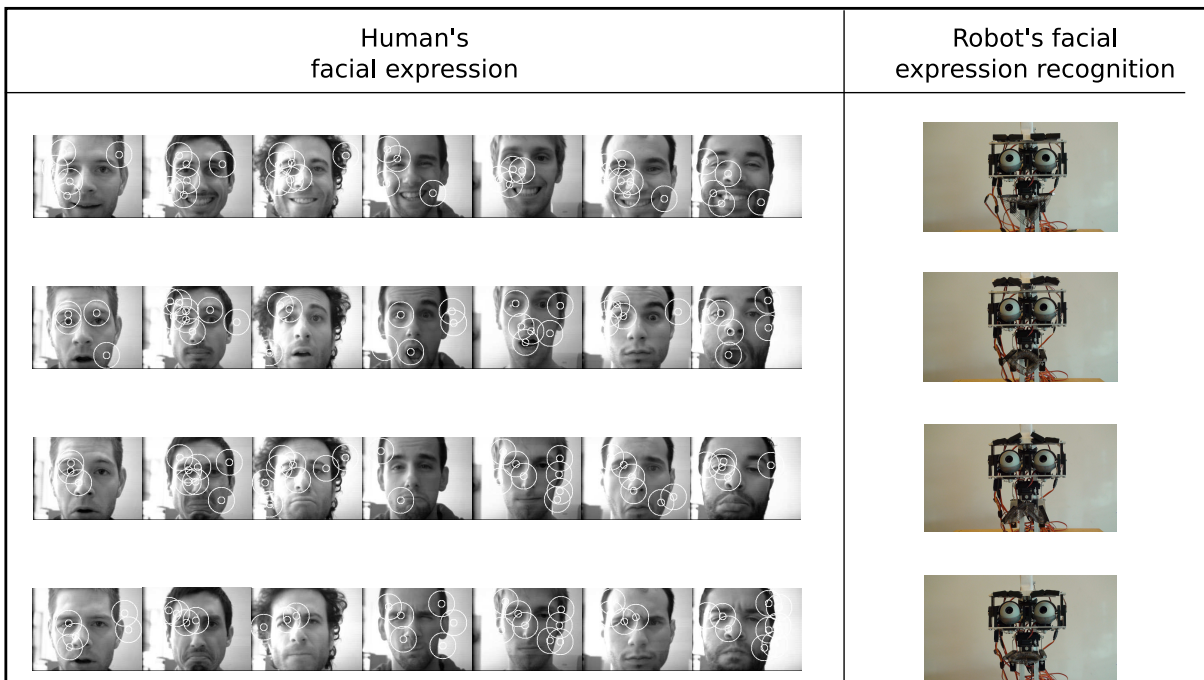 Human's
facial expression
Robot's facial
expression recognition